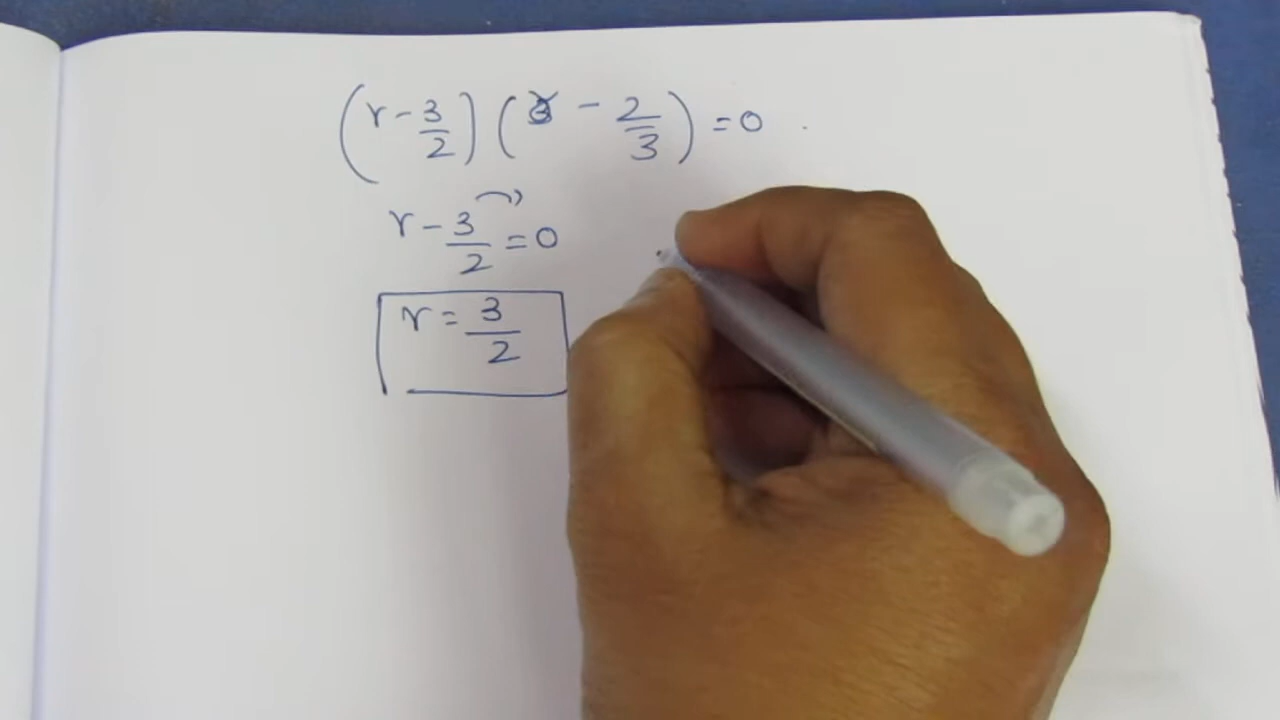 (r - 3/2) (r - 2/3) = 0
r - 3/2 = 0
r = 3/2